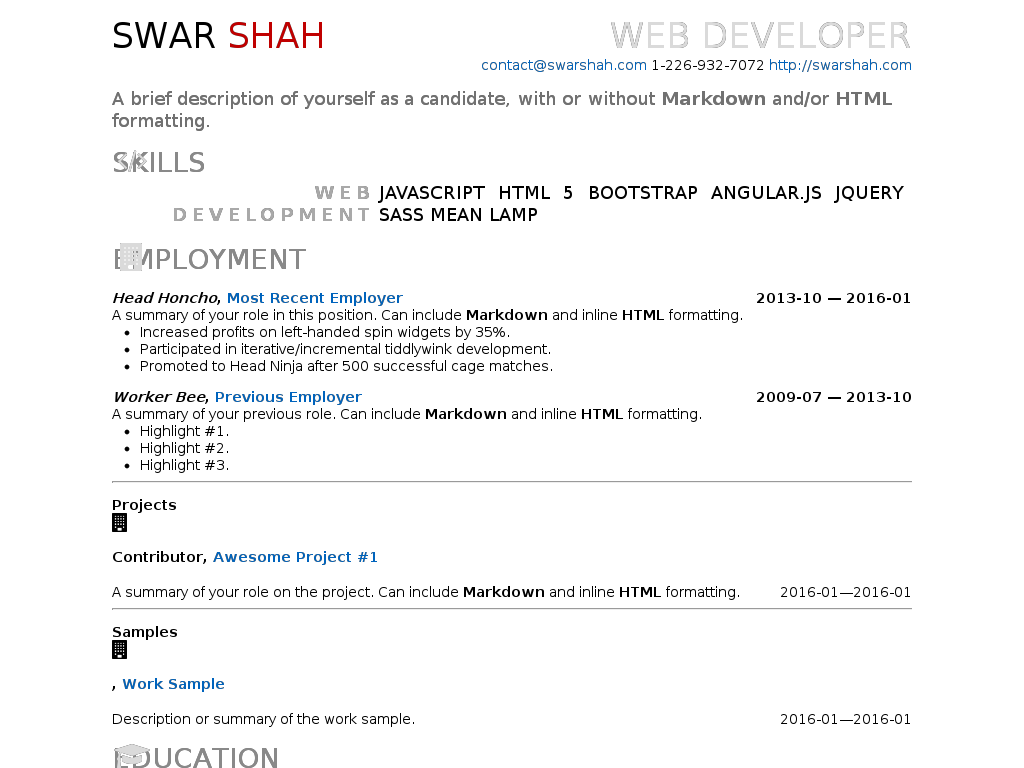 SWAR SHAH WEB DEVELOPER
contact@swarshah.com 1-226-932-7072 http://swarshah.com
A brief description of yourself as a candidate, with or without Markdown and/or HTML
formatting.
SKILLS
WEB JAVASCRIPT HTML 5 BOOTSTRAP ANGULAR.JS JQUERY
DEVELOPMENT SASS MEAN LAMP
EMPLOYMENT
Head Honcho, Most Recent Employer 2013-10 — 2016-01
A summary of your role in this position. Can include Markdown and inline HTML formatting.
• Increased profits on left-handed spin widgets by 35%.
• Participated in iterative/incremental tiddlywink development.
• Promoted to Head Ninja after 500 successful cage matches.
Worker Bee, Previous Employer 2009-07 — 2013-10
A summary of your previous role. Can include Markdown and inline HTML formatting.
• Highlight #1.
• Highlight #2.
• Highlight #3.
Projects
Contributor, Awesome Project #1
A summary of your role on the project. Can include Markdown and inline HTML formatting. 2016-01—2016-01
Samples
, Work Sample
Description or summary of the work sample. 2016-01—2016-01
EDUCATION